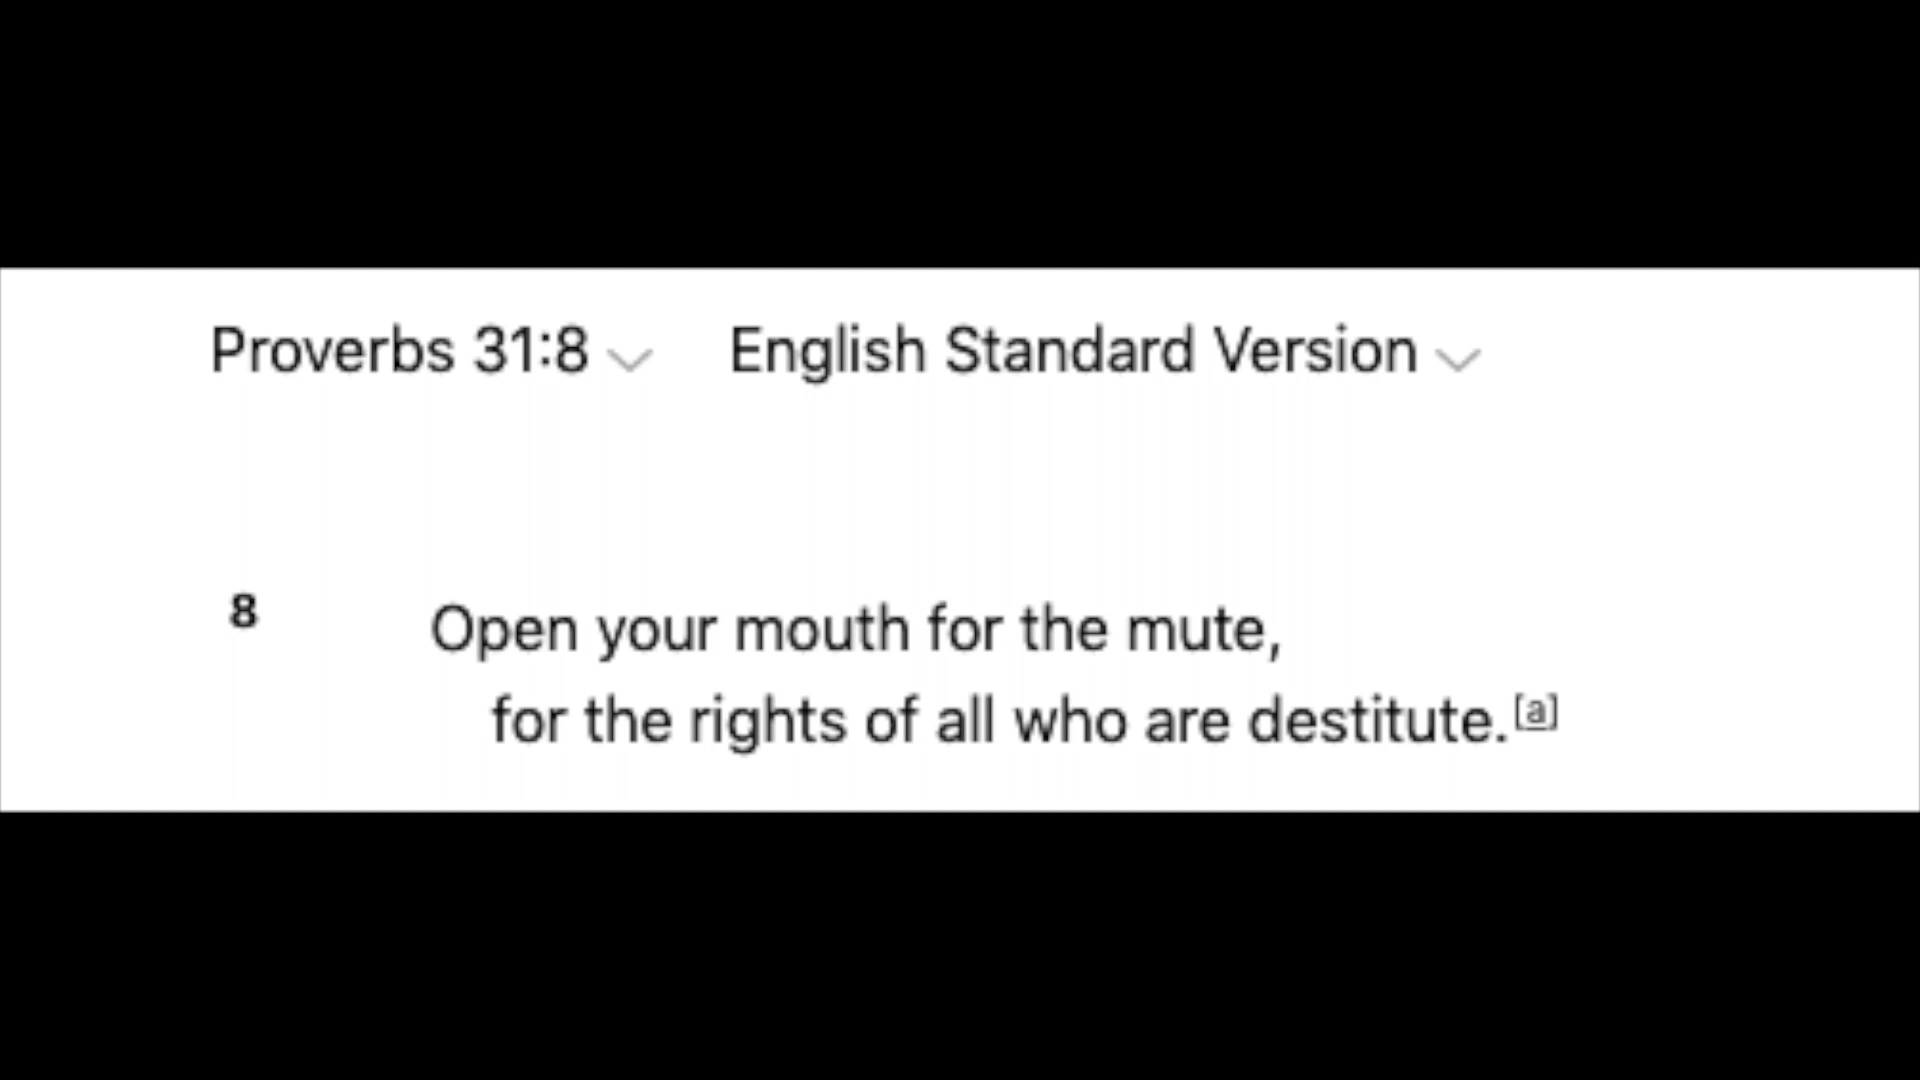 Proverbs 31:8 English Standard Version
8 Open your mouth for the mute,
for the rights of all who are destitute.[a]